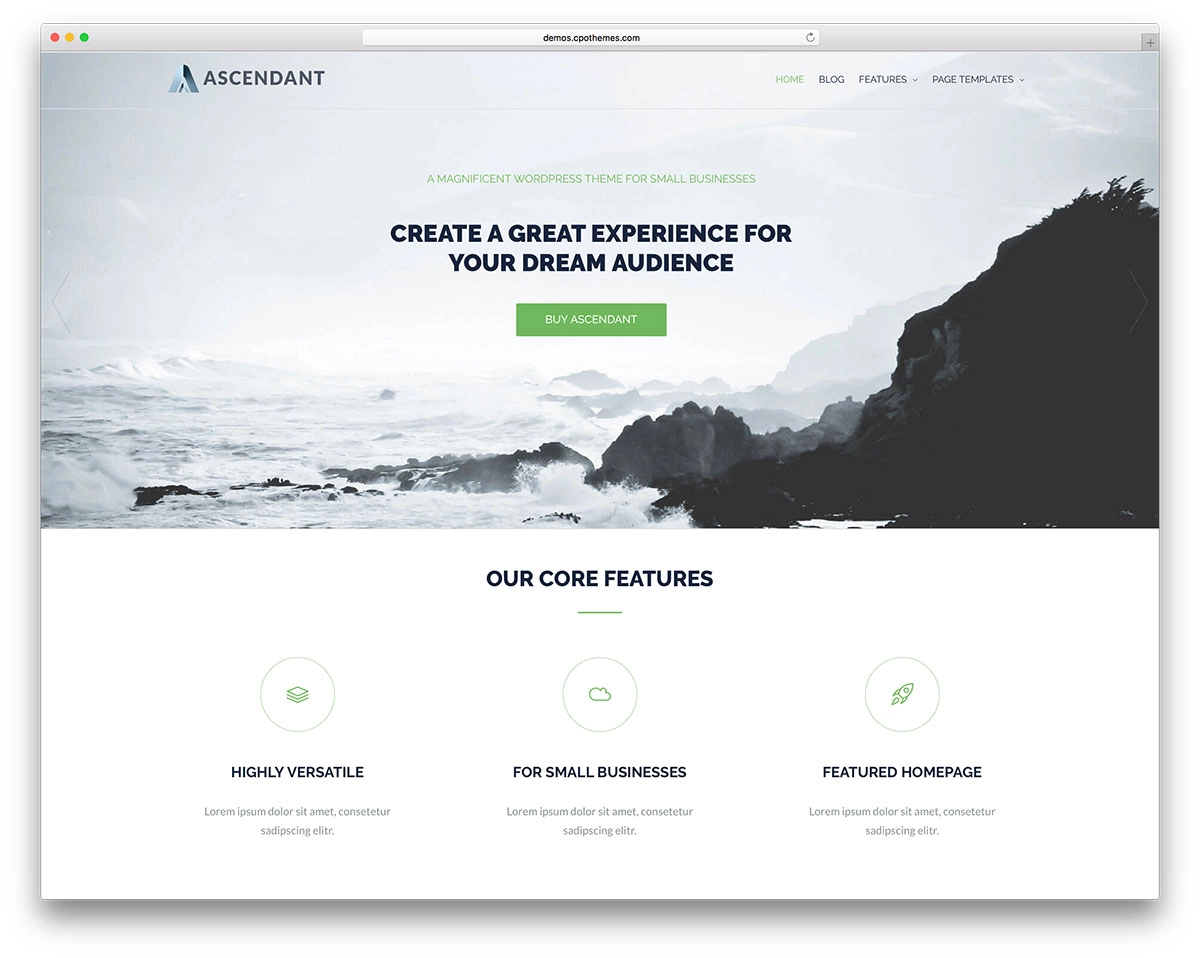 demos.cpothemes.com
ASCENDANT
HOME BLOG FEATURES PAGE TEMPLATES
A MAGNIFICENT WORDPRESS THEME FOR SMALL BUSINESSES
CREATE A GREAT EXPERIENCE FOR
YOUR DREAM AUDIENCE
BUY ASCENDANT
OUR CORE FEATURES
HIGHLY VERSATILE
Lorem ipsum dolor sit amet, consetetur
sadipscing elitr.
FOR SMALL BUSINESSES
Lorem ipsum dolor sit amet, consetetur
sadipscing elitr.
FEATURED HOMEPAGE
Lorem ipsum dolor sit amet, consetetur
sadipscing elitr.